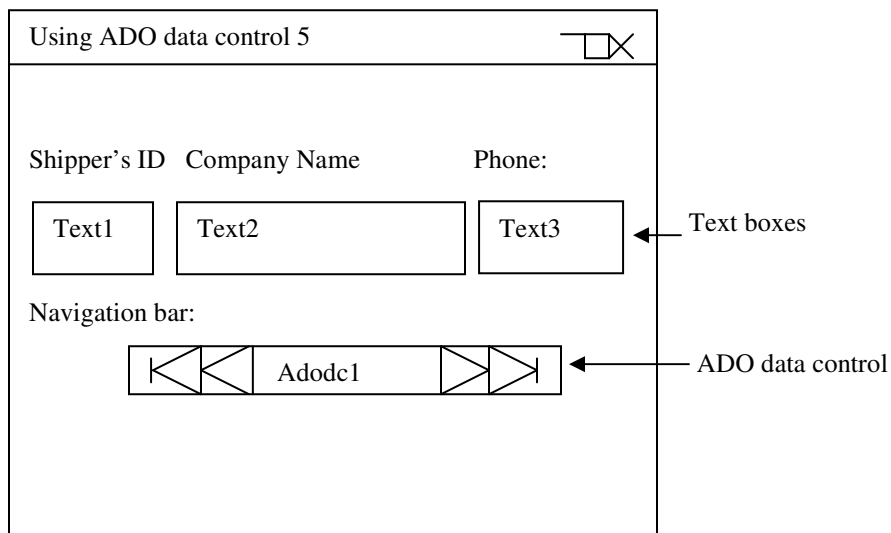 Using ADO data control 5
Shipper’s ID Company Name Phone:
Text1 Text2 Text3 Text boxes
Navigation bar:
Adodc1 ADO data control